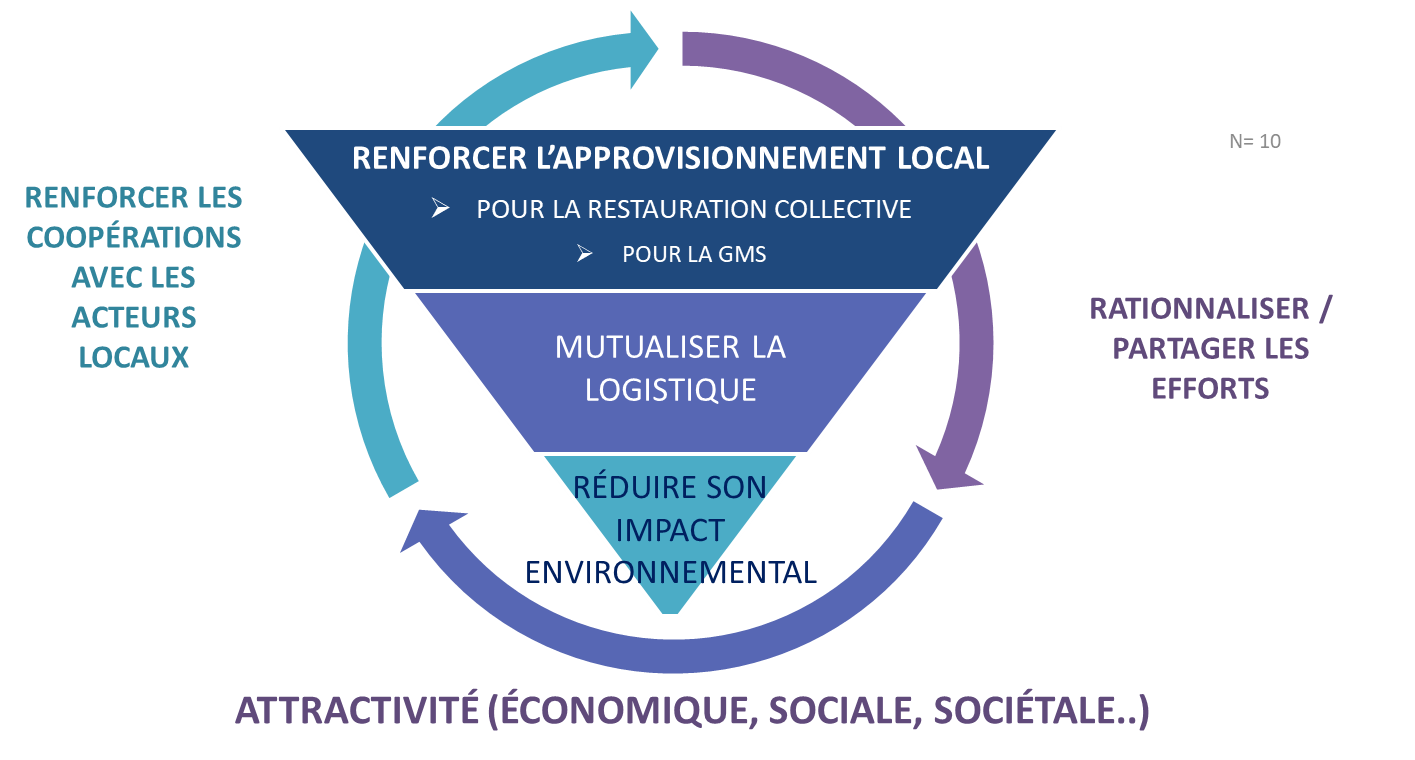 RENFORCER L’APPROVISIONNEMENT LOCAL
➢ POUR LA RESTAURATION COLLECTIVE
➢ POUR LA GMS
N= 10
RENFORCER LES
COOPÉRATIONS
AVEC LES
ACTEURS
LOCAUX
MUTUALISER LA
LOGISTIQUE
RATIONNALISER /
PARTAGER LES
EFFORTS
RÉDUIRE SON
IMPACT
ENVIRONNEMENTAL
ATTRACTIVITÉ (ÉCONOMIQUE, SOCIALE, SOCIÉTALE..)